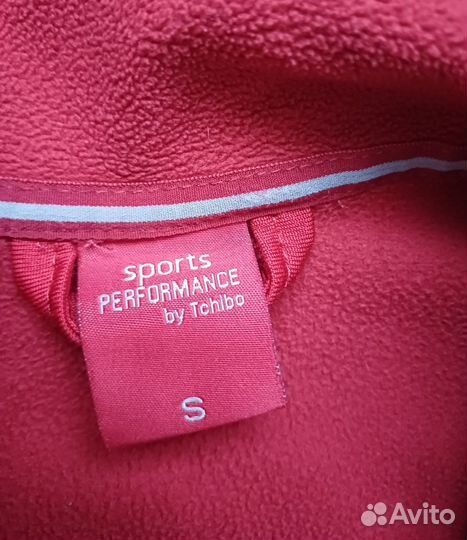 sports
PERFORMANCE
by Tchibo
S
Avito